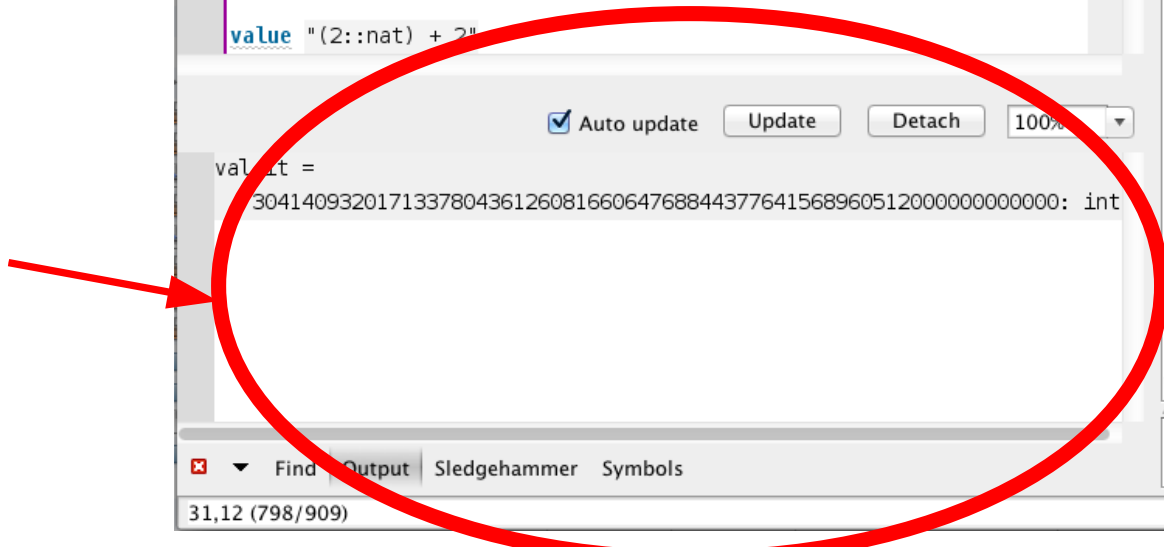 value "(2::nat) + 2"
Auto update Update Detach 100%
val it =
30414093201713378043612608166064768844377641568960512000000000000: int
Find Output Sledgehammer Symbols
31,12 (798/909)